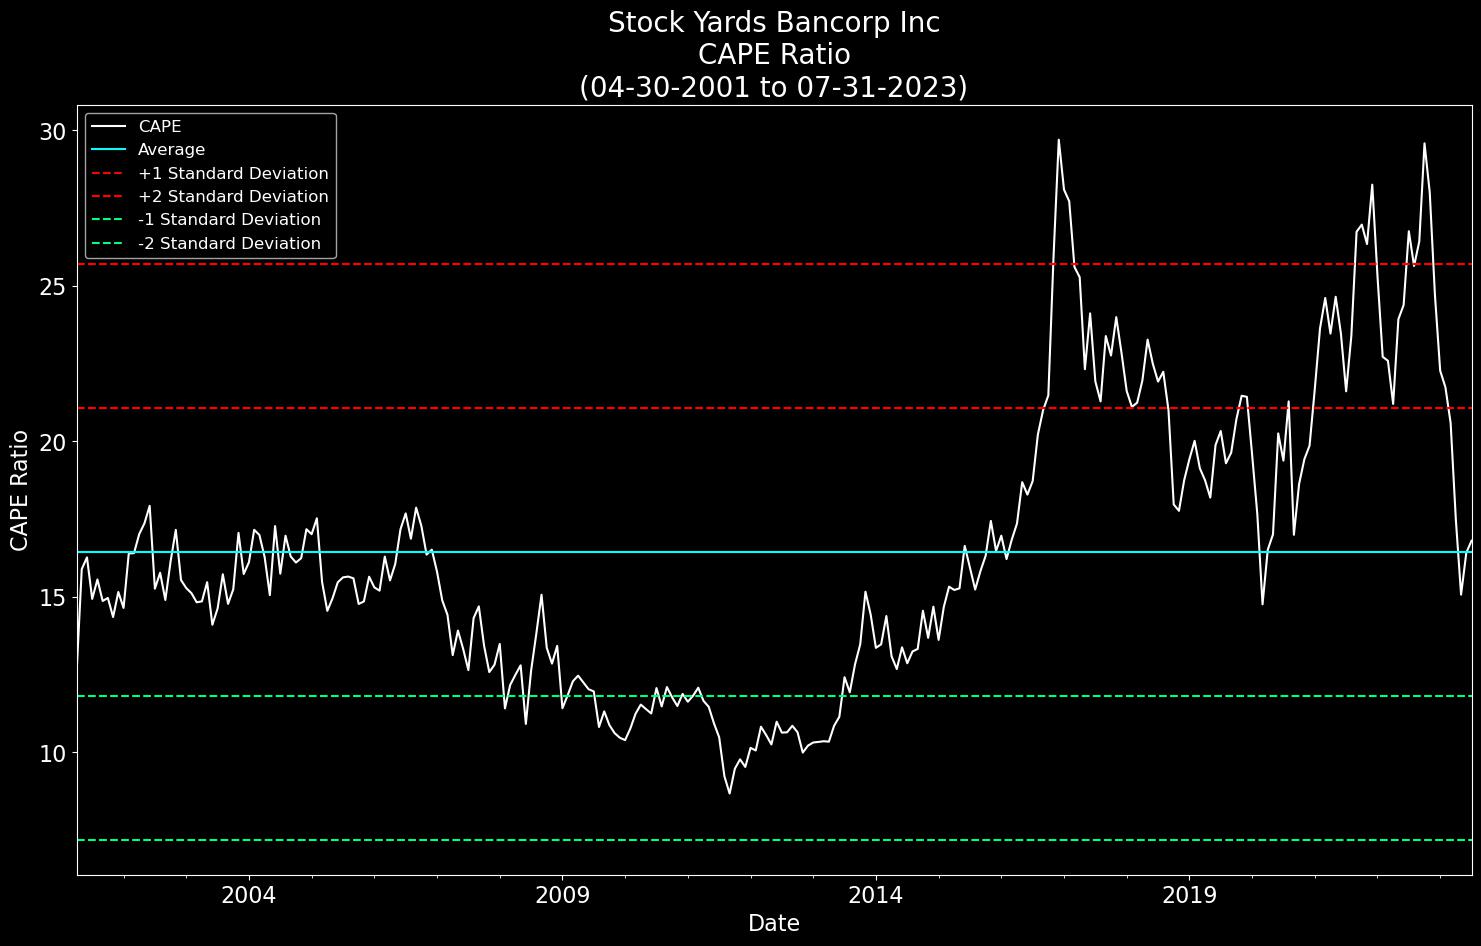 Stock Yards Bancorp Inc
CAPE Ratio
(04-30-2001 to 07-31-2023)
CAPE
Average
+1 Standard Deviation
+2 Standard Deviation
-1 Standard Deviation
-2 Standard Deviation
30
25
20
15
10
CAPE Ratio
2004
2009
2014
2019
Date